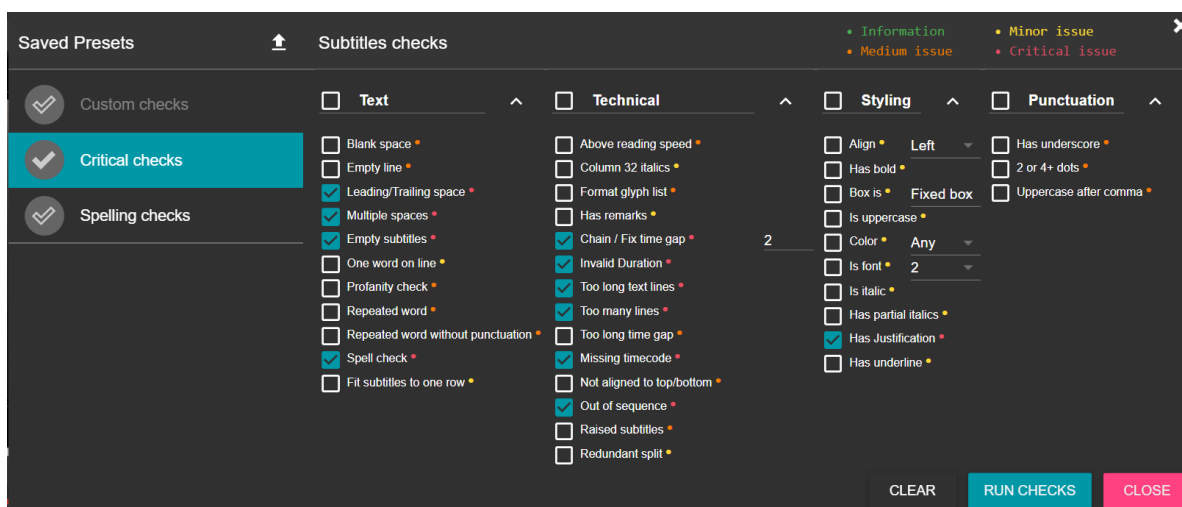 Saved Presets
Subtitles checks
• Information
• Minor issue
• Medium issue
• Critical issue
Custom checks
Critical checks
Spelling checks
Text
Blank space •
Empty line •
Leading/Trailing space •
Multiple spaces •
Empty subtitles •
One word on line •
Profanity check •
Repeated word •
Repeated word without punctuation •
Spell check •
Fit subtitles to one row •
Technical
Above reading speed •
Column 32 italics •
Format glyph list •
Has remarks •
Chain / Fix time gap • 2
Invalid Duration •
Too long text lines •
Too many lines •
Too long time gap •
Missing timecode •
Not aligned to top/bottom •
Out of sequence •
Raised subtitles •
Redundant split •
Styling
Align • Left
Has bold •
Box is • Fixed box
Is uppercase •
Color • Any
Is font • 2
Is italic •
Has partial italics •
Has Justification •
Has underline •
Punctuation
Has underscore •
2 or 4+ dots •
Uppercase after comma •
CLEAR
RUN CHECKS
CLOSE